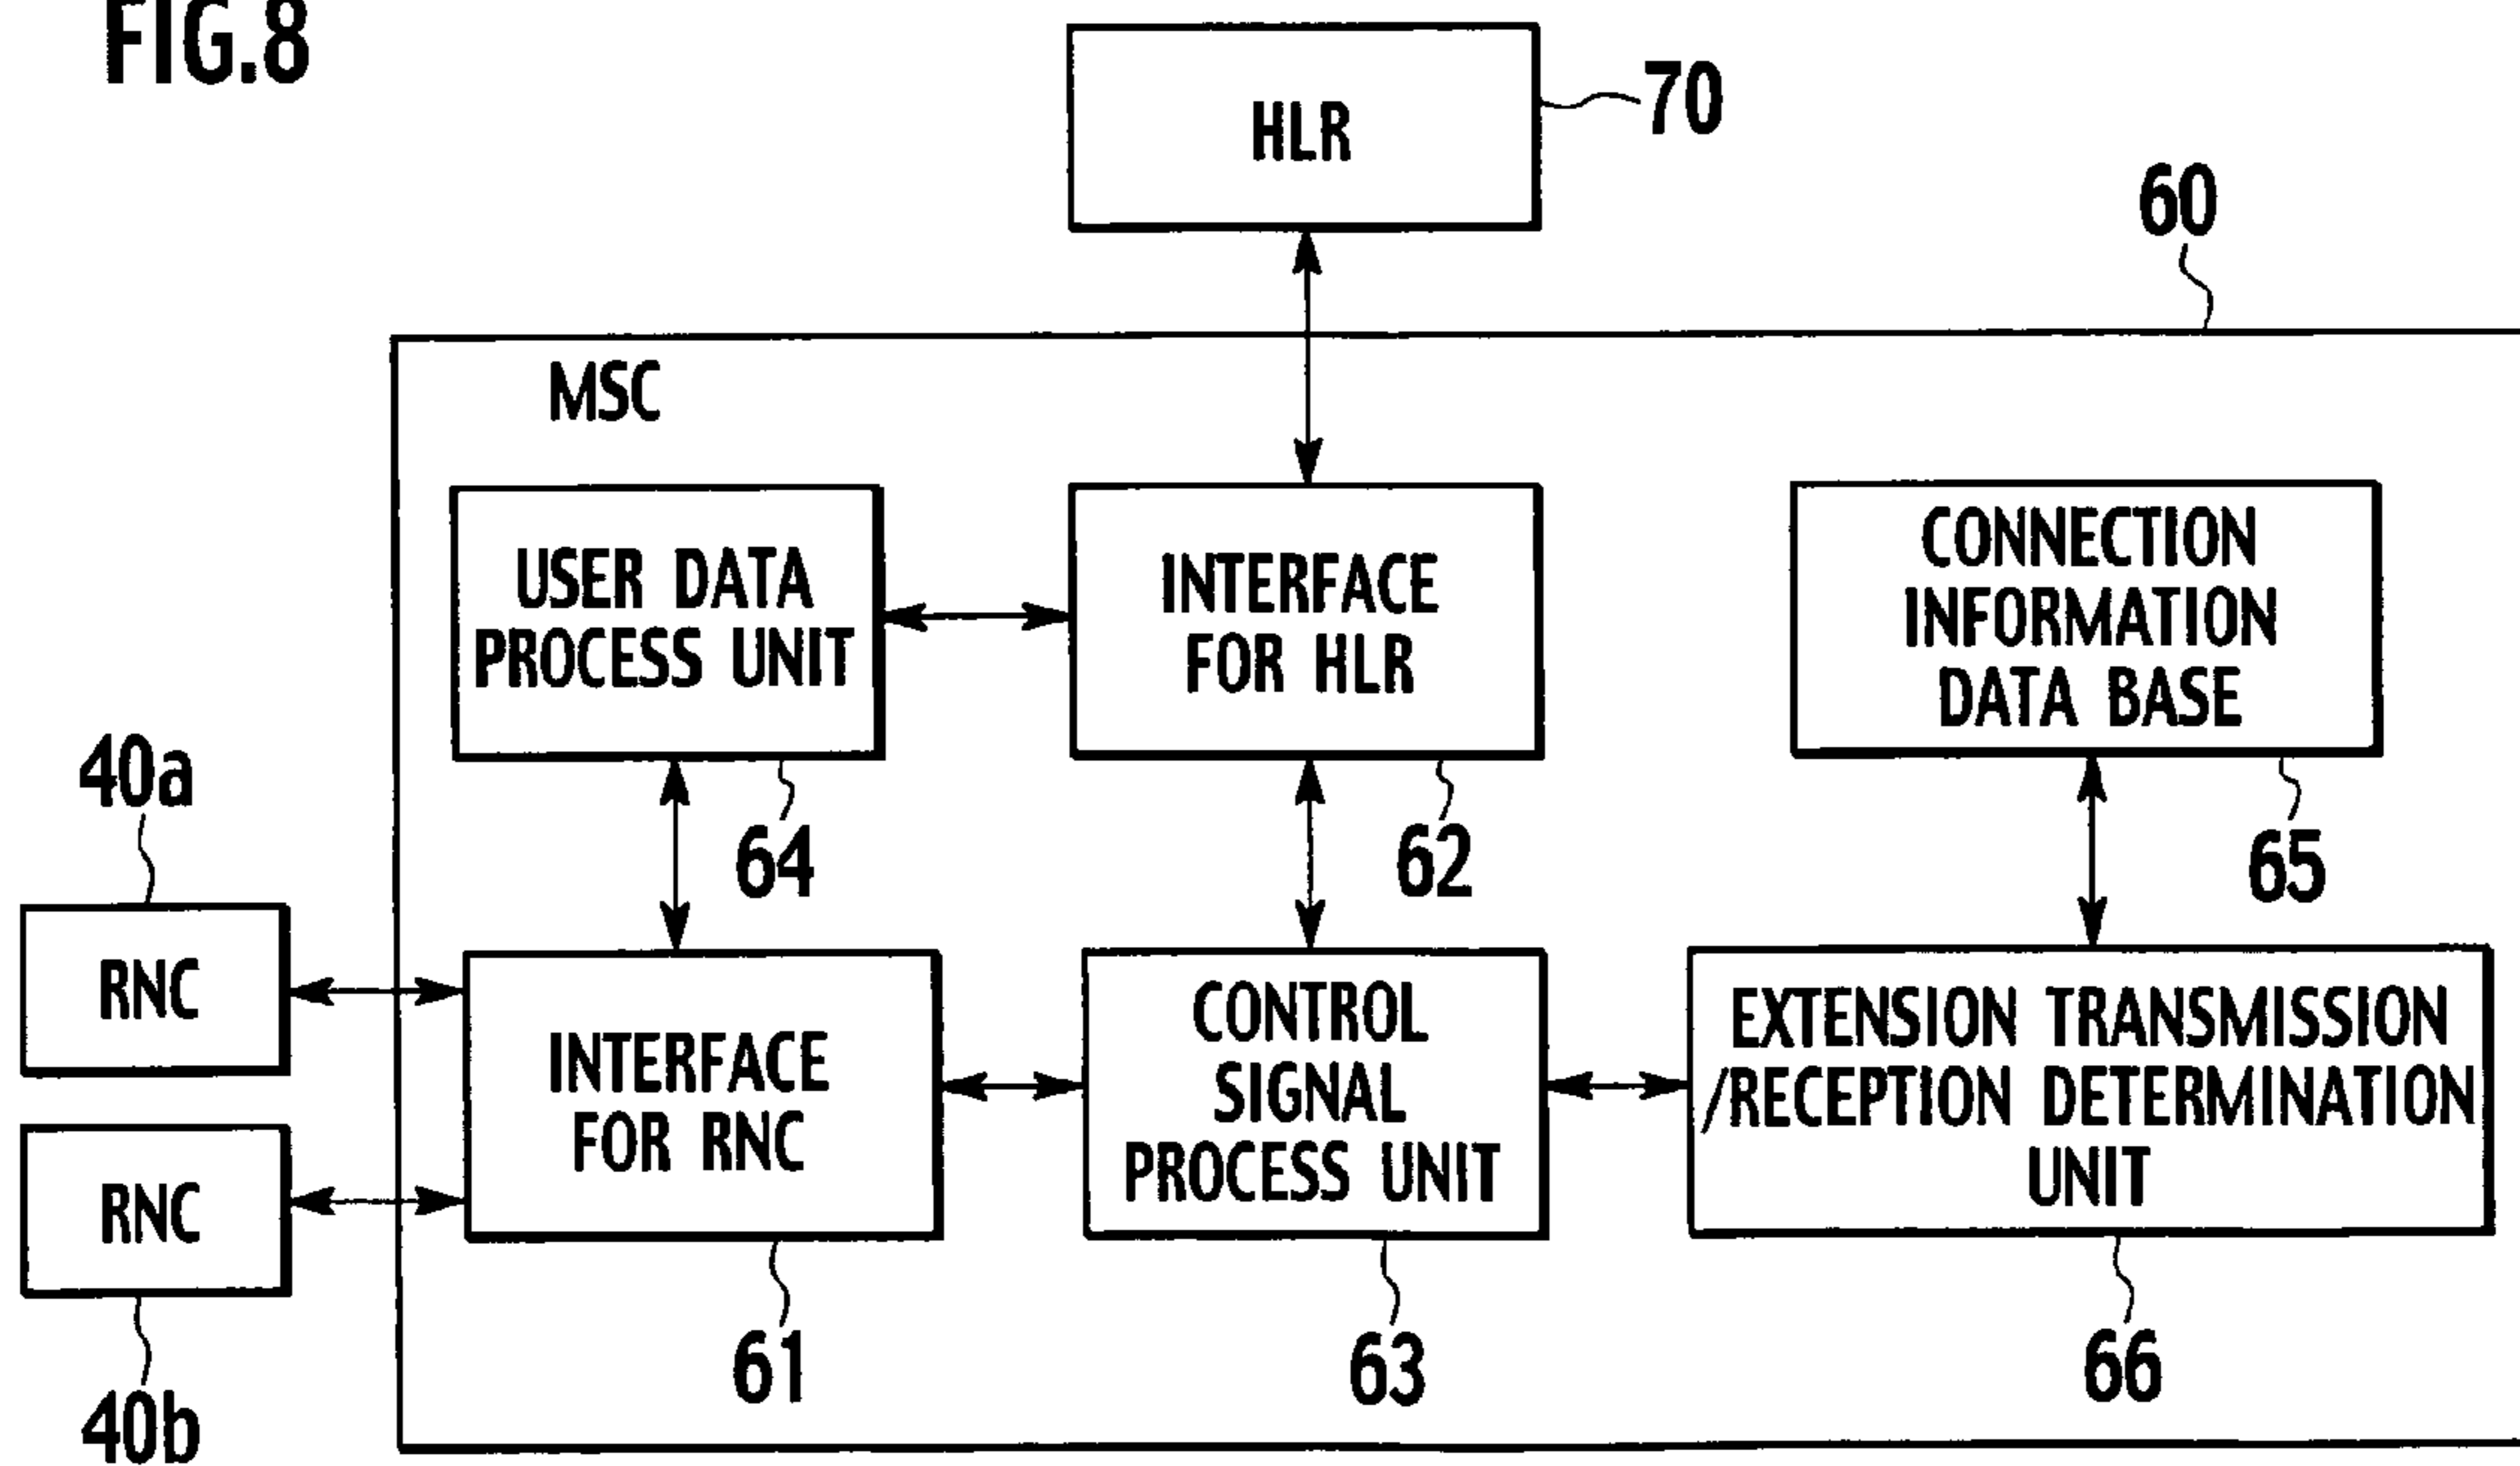 FIG.8
HLR
70
60
MSC
USER DATA
PROCESS UNIT
INTERFACE
FOR HLR
CONNECTION
INFORMATION
DATA BASE
40a
64
62
65
RNC
INTERFACE
FOR RNC
CONTROL
SIGNAL
PROCESS UNIT
EXTENSION TRANSMISSION
/RECEPTION DETERMINATION
UNIT
RNC
40b
61
63
66